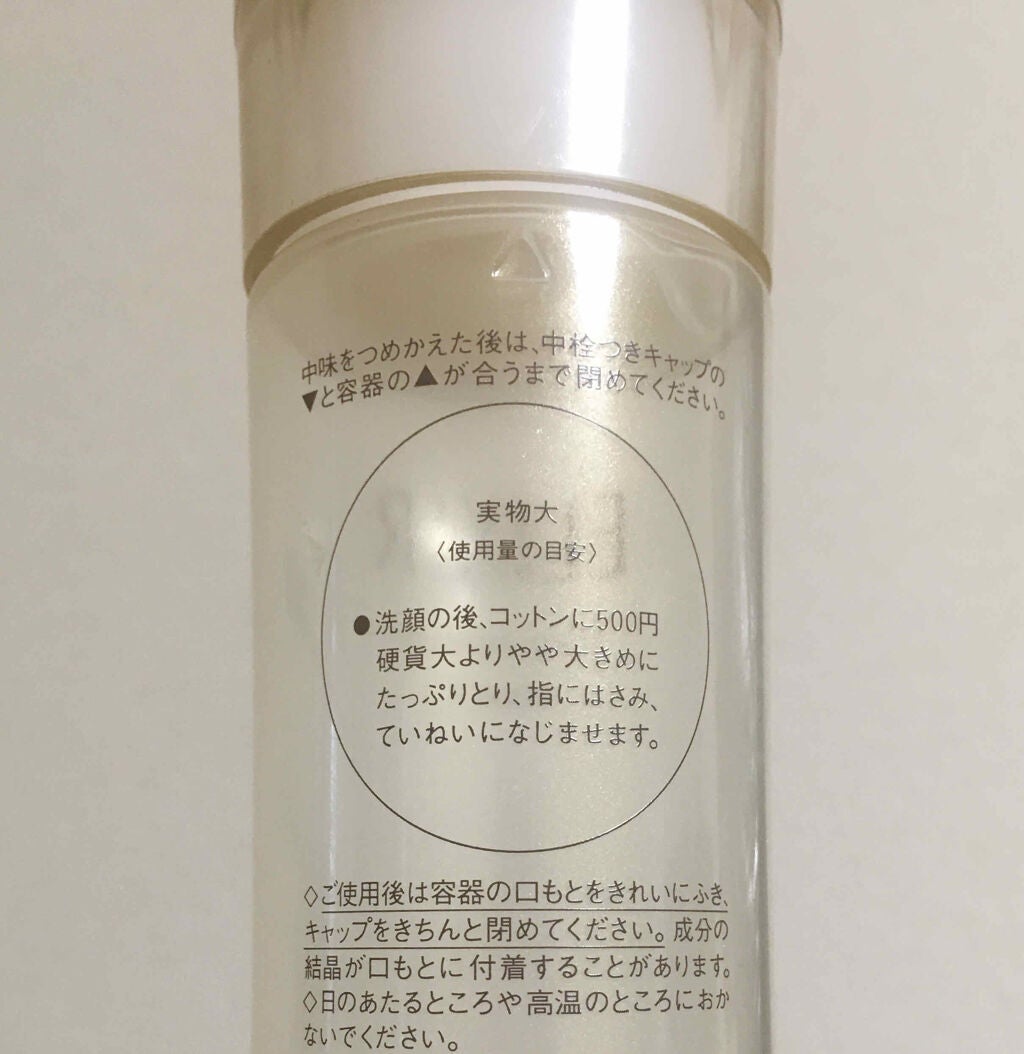 中味をつめかえた後は、中栓つきキャップの
▼と容器の▲が合うまで閉めてください。
実物大
〈使用量の目安〉
●洗顔の後、コットンに500円
硬貨大よりやや大きめに
たっぷりとり、指にはさみ、
ていねいになじませます。
◇ご使用後は容器の口もとをきれいにふき、
キャップをきちんと閉めてください。成分の
結晶が口もとに付着することがあります。
◇日のあたるところや高温のところにおか
ないでください。